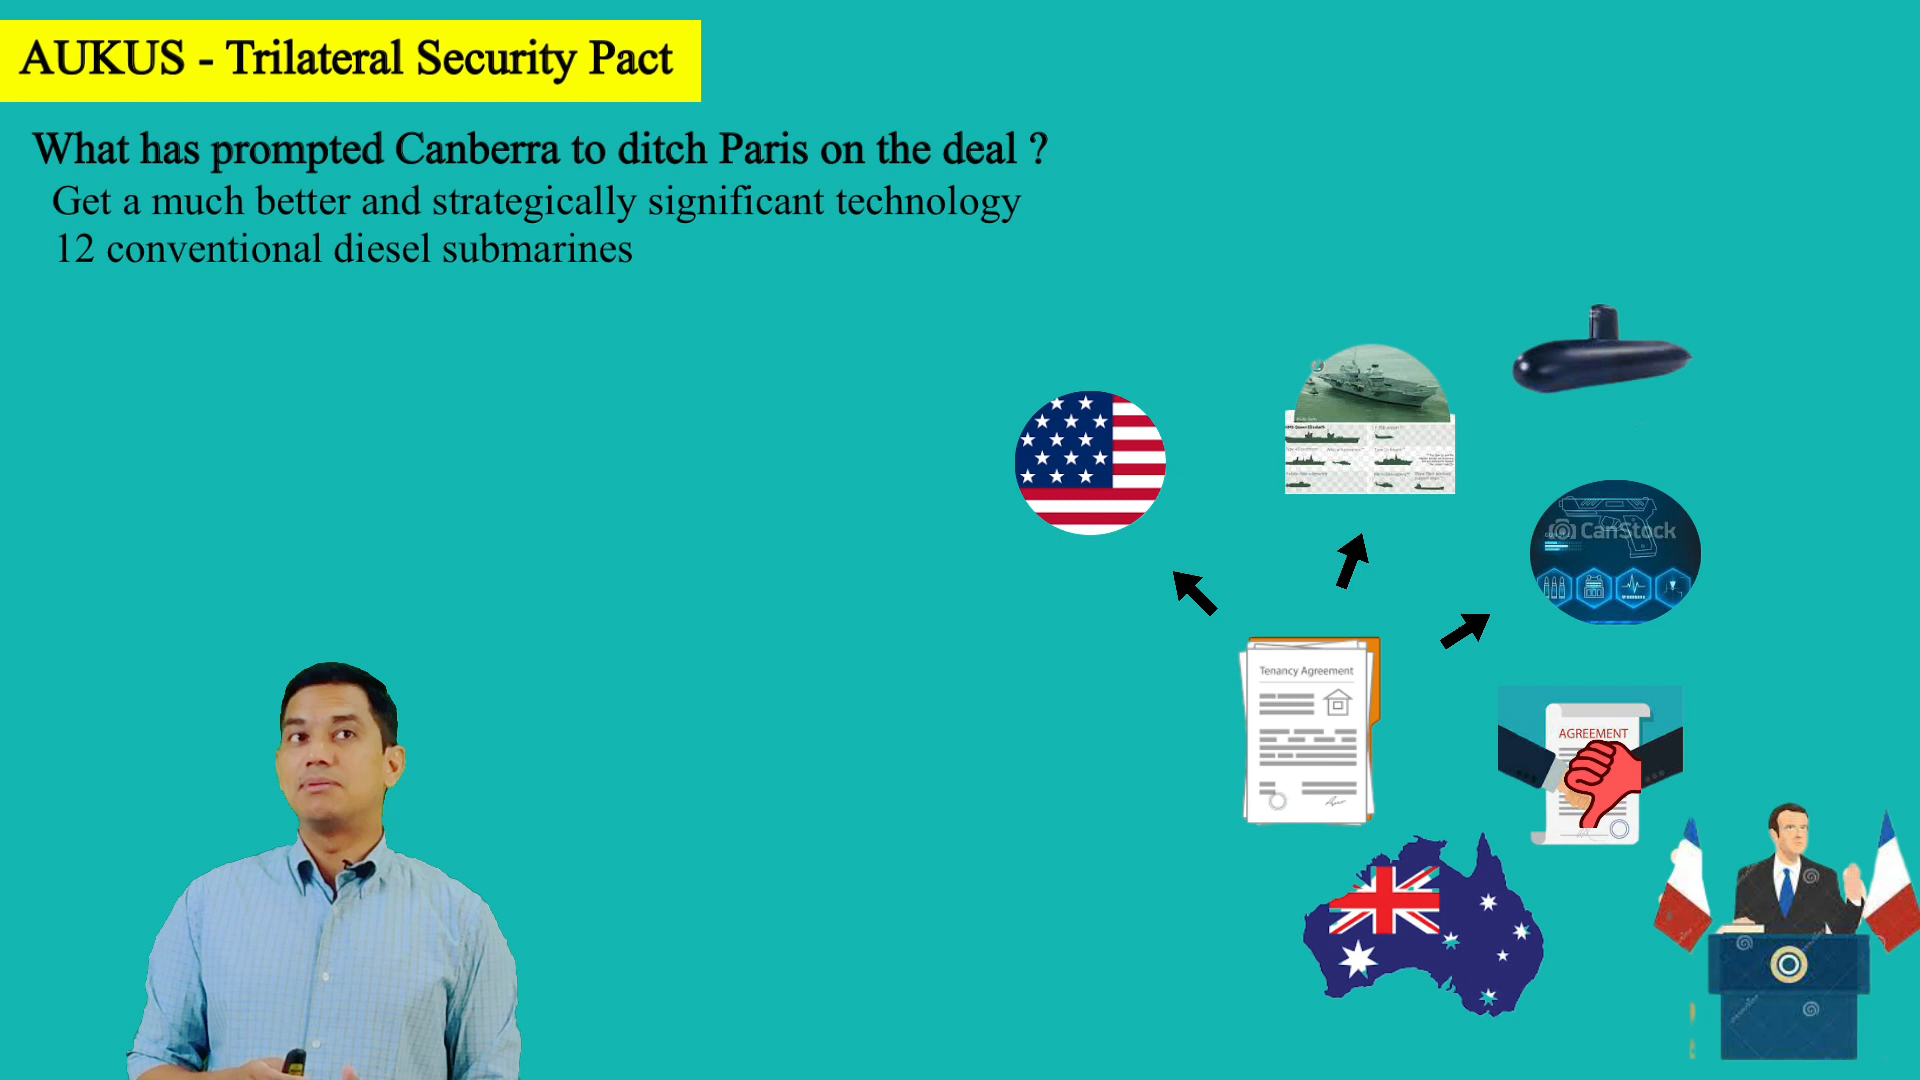 AUKUS - Trilateral Security Pact
What has prompted Canberra to ditch Paris on the deal ?
Get a much better and strategically significant technology
12 conventional diesel submarines
CanStock
Tenancy Agreement
AGREEMENT